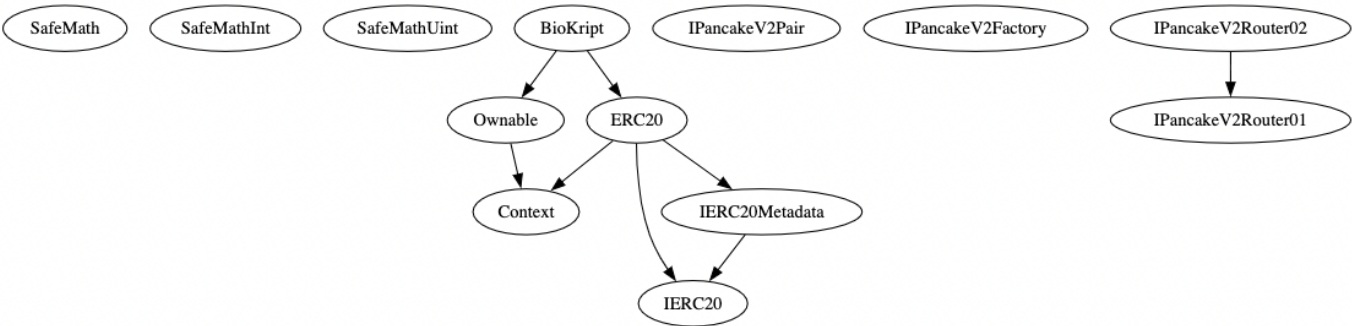 SafeMath
SafeMathInt
SafeMathUint
BioKript
IPancakeV2Pair
IPancakeV2Factory
IPancakeV2Router02
Ownable
ERC20
IPancakeV2Router01
Context
IERC20Metadata
IERC20